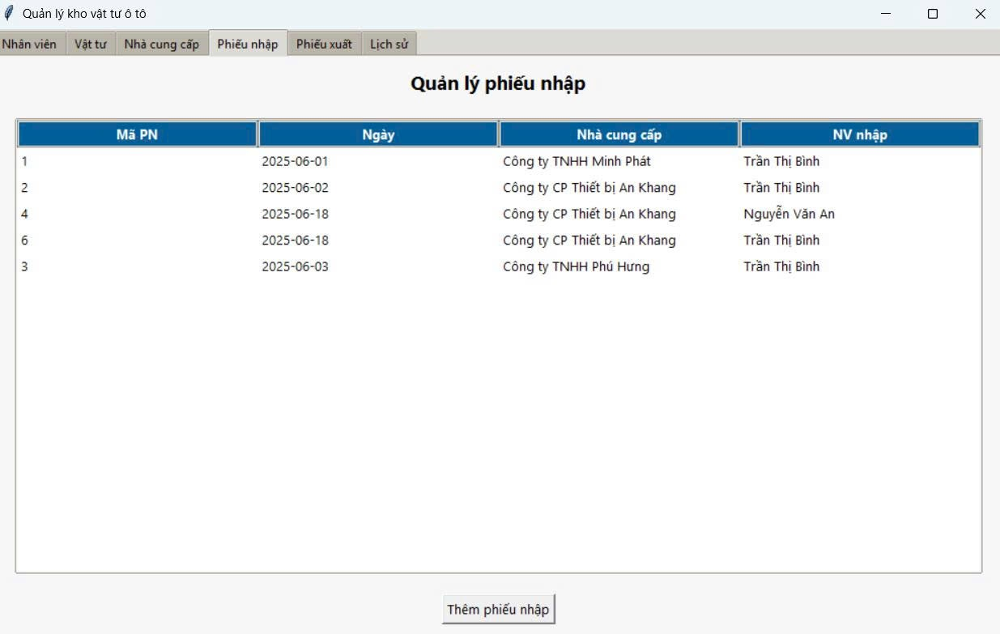 Quản lý kho vật tư ô tô
Nhân viên Vật tư Nhà cung cấp Phiếu nhập Phiếu xuất Lịch sử
Quản lý phiếu nhập
Mã PN Ngày Nhà cung cấp NV nhập
1 2025-06-01 Công ty TNHH Minh Phát Trần Thị Bình
2 2025-06-02 Công ty CP Thiết bị An Khang Trần Thị Bình
4 2025-06-18 Công ty CP Thiết bị An Khang Nguyễn Văn An
6 2025-06-18 Công ty CP Thiết bị An Khang Trần Thị Bình
3 2025-06-03 Công ty TNHH Phú Hưng Trần Thị Bình
Thêm phiếu nhập